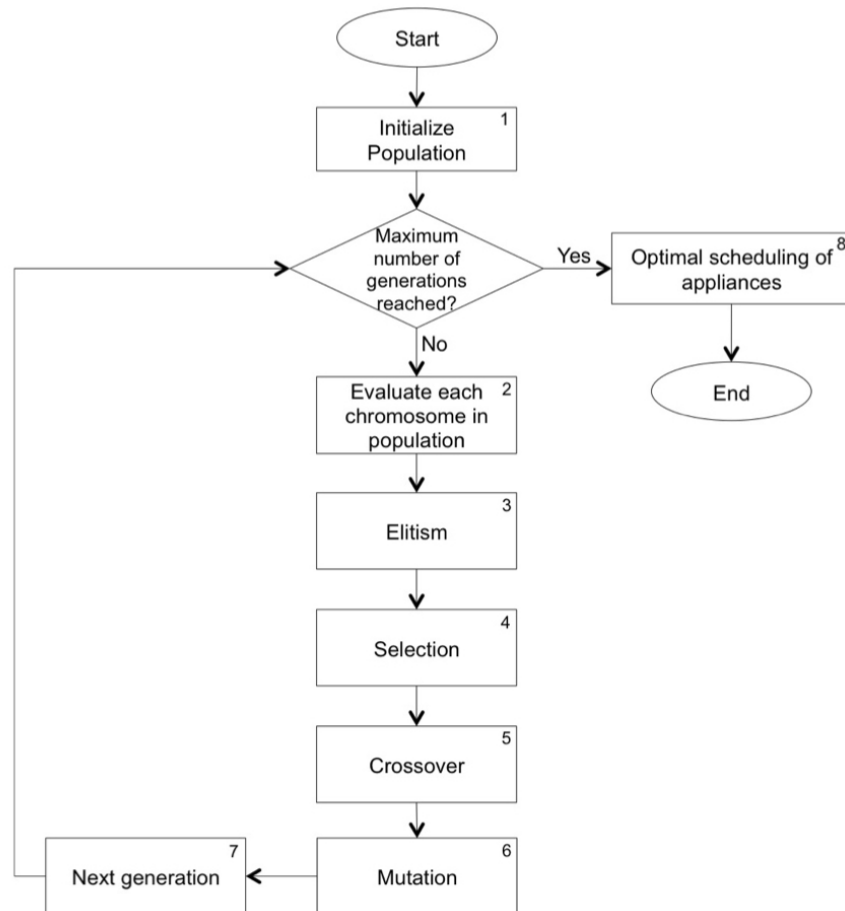 Start
1
Initialize
Population
Maximum
number of
generations
reached?
Yes
8
Optimal scheduling of
appliances
No
End
2
Evaluate each
chromosome in
population
3
Elitism
4
Selection
5
Crossover
6
Mutation
7
Next generation